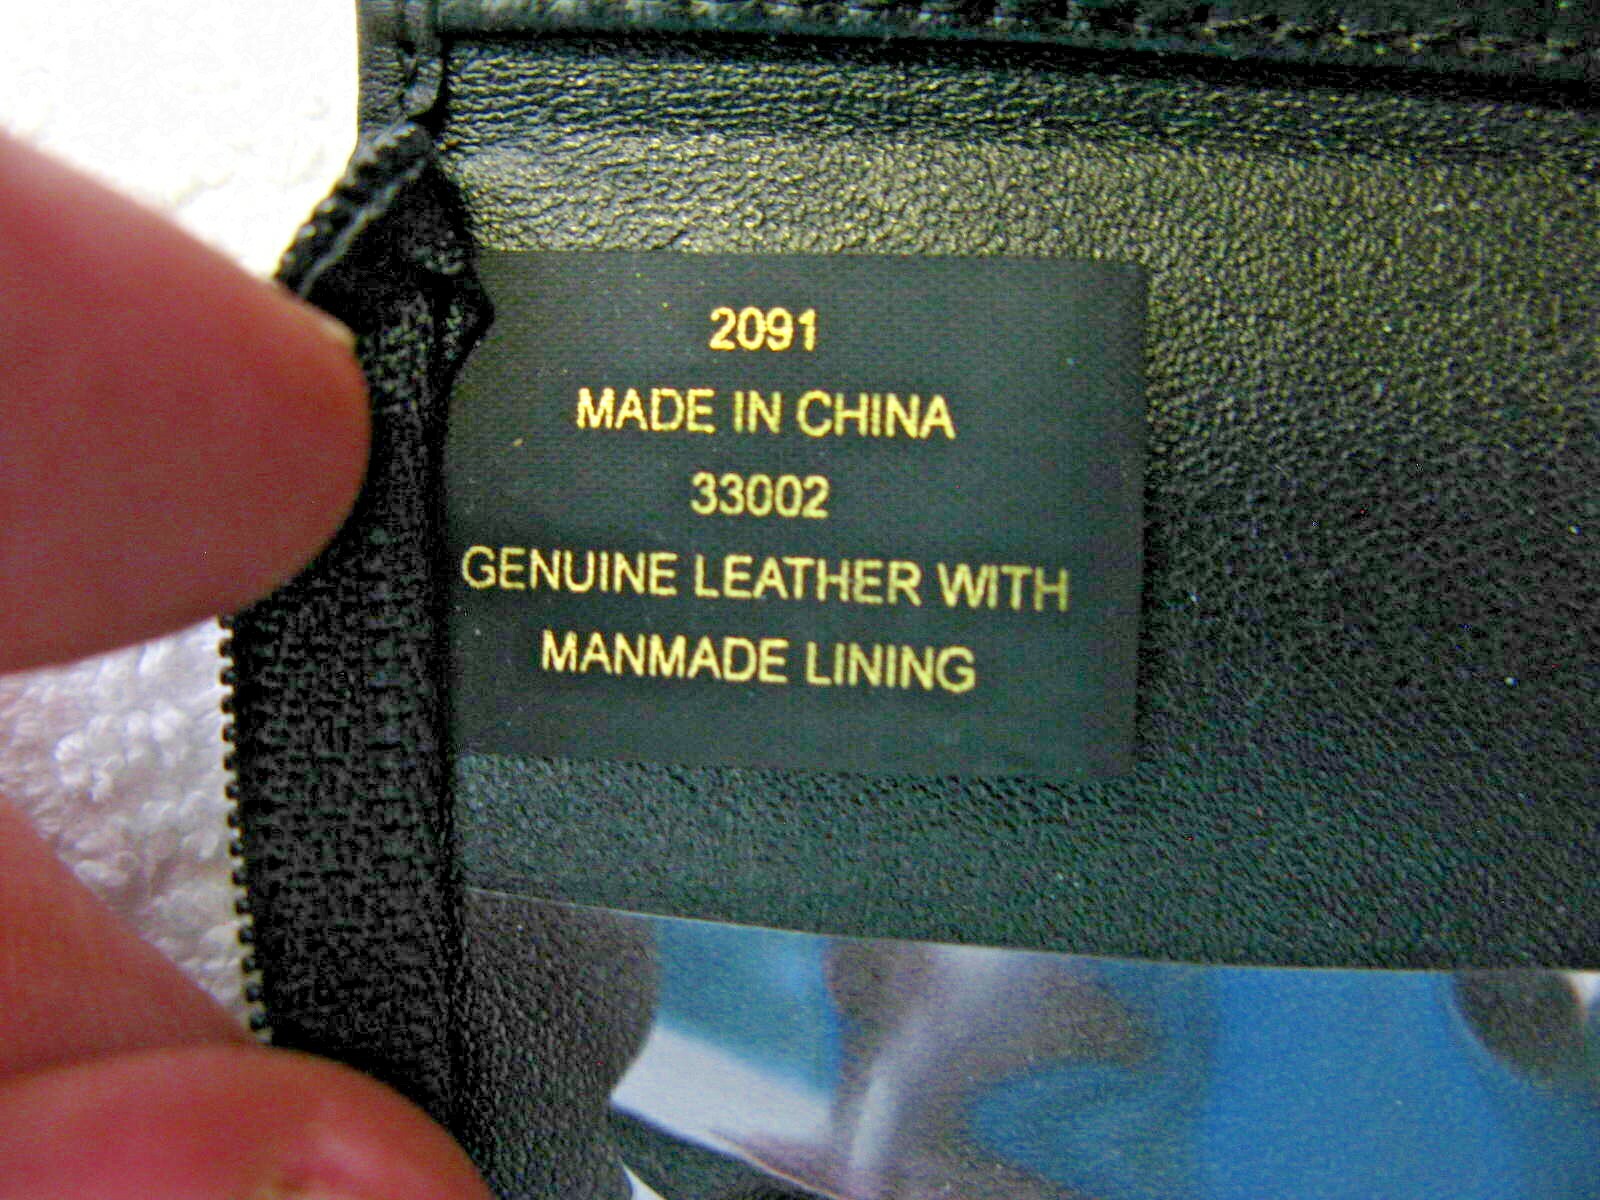 2091
MADE IN CHINA
33002
GENUINE LEATHER WITH
MANMADE LINING